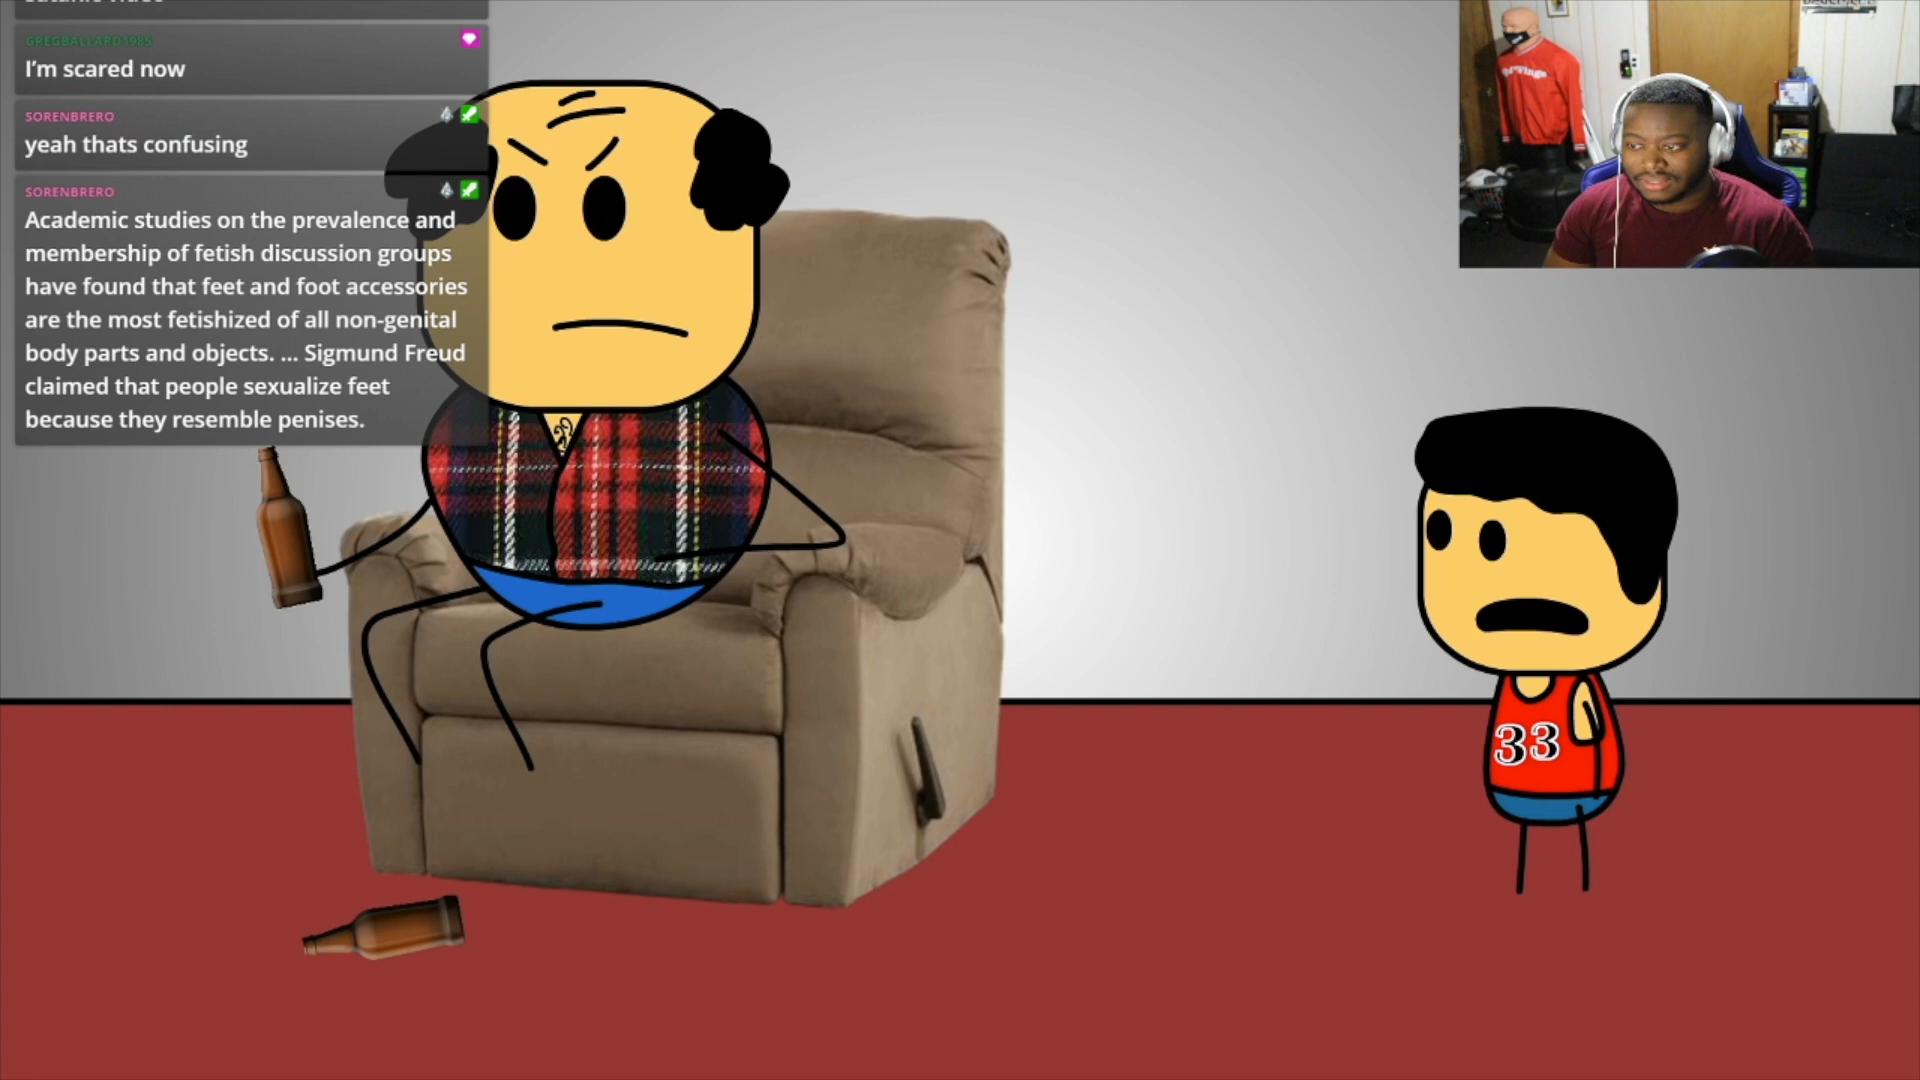 GREGBALLARD1985
I'm scared now
SORENBRERO
yeah thats confusing
SORENBRERO
Academic studies on the prevalence and
membership of fetish discussion groups
have found that feet and foot accessories
are the most fetishized of all non-genital
body parts and objects. ... Sigmund Freud
claimed that people sexualize feet
because they resemble penises.
33